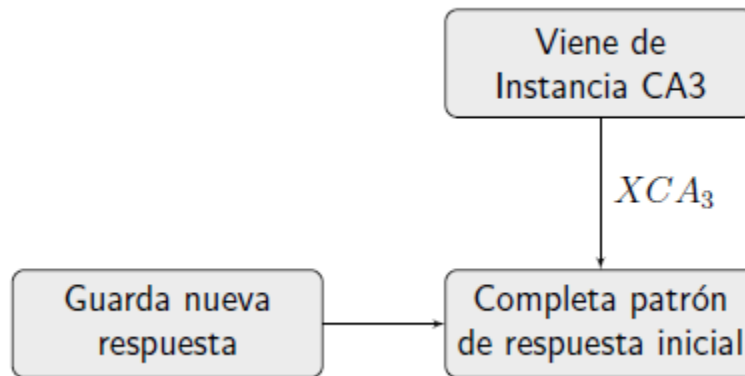 Viene de
Instancia CA3
XCA₃
Guarda nueva
respuesta
Completa patrón
de respuesta inicial